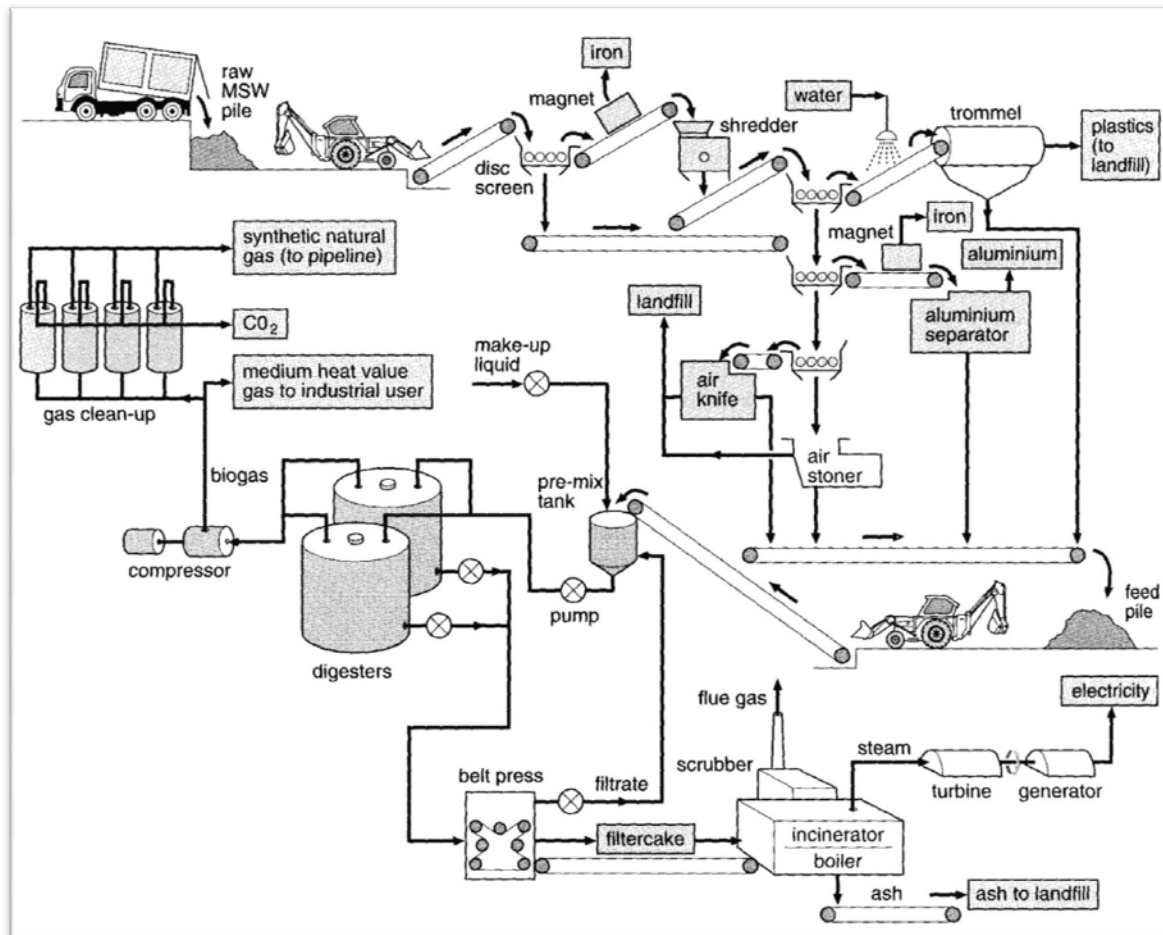 raw
MSW
pile
iron
magnet
shredder
disc
screen
water
trommel
plastics
(to
landfill)
iron
magnet
aluminium
aluminium
separator
landfill
air
knife
air
stoner
synthetic natural
gas (to pipeline)
C0₂
medium heat value
gas to industrial user
gas clean-up
make-up
liquid
biogas
pre-mix
tank
compressor
pump
digesters
feed
pile
flue gas
electricity
steam
scrubber
turbine
generator
belt press
filtrate
filtercake
incinerator
boiler
ash
ash to landfill